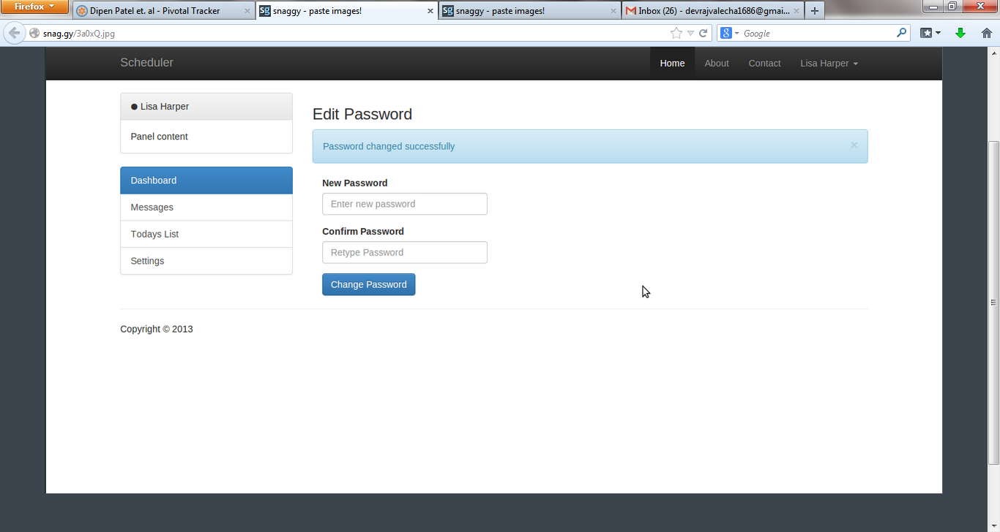 Firefox
Dipen Patel et. al - Pivotal Tracker
sg snaggy - paste images!
sg snaggy - paste images!
Inbox (26) - devrajvalecha1686@gmai...
snag.gy/3a0xQ.jpg
Google
Scheduler
Home
About
Contact
Lisa Harper
Lisa Harper
Panel content
Dashboard
Messages
Todays List
Settings
Edit Password
Password changed successfully
New Password
Enter new password
Confirm Password
Retype Password
Change Password
Copyright © 2013